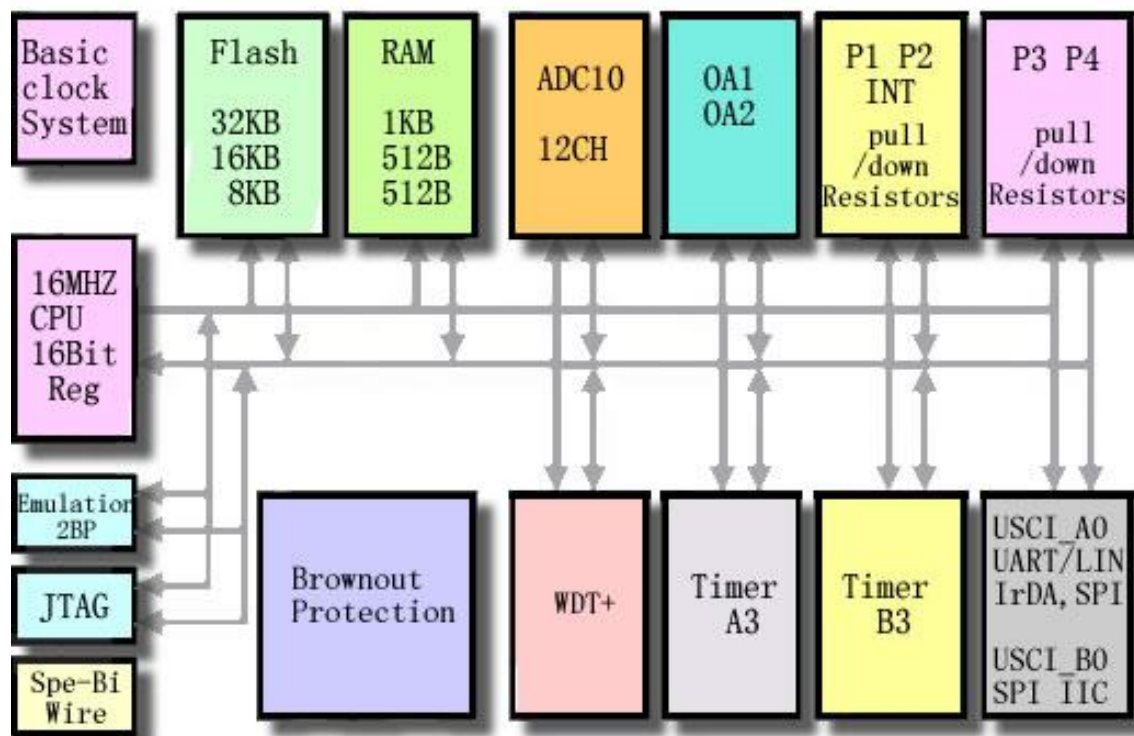 Basic
clock
System
Flash
32KB
16KB
8KB
RAM
1KB
512B
512B
ADC10
12CH
OA1
OA2
P1 P2
INT
pull
/down
Resistors
P3 P4
pull
/down
Resistors
16MHZ
CPU
16Bit
Reg
Emulation
2BP
JTAG
Spe-Bi
Wire
Brownout
Protection
WDT+
Timer
A3
Timer
B3
USCI_A0
UART/LIN
IrDA,SPI
USCI_B0
SPI IIC